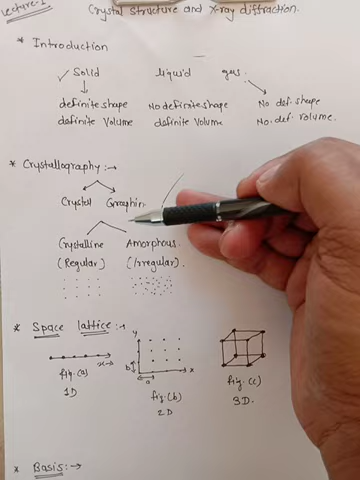 Lecture-1
Crystal Structure and X-ray diffraction.
* Introduction
✓ Solid liquid gas.
definite shape No definite shape No def. shape
definite Volume definite Volume No. def. volume.
* Crystallography :→
Crystal Graphin
Crystalline Amorphous.
(Regular) (Irregular).
* Space lattice :→
y
b
a
x→ x
fig.(a) fig.(b) fig.(c)
1D 2D 3D.
* Basis :→